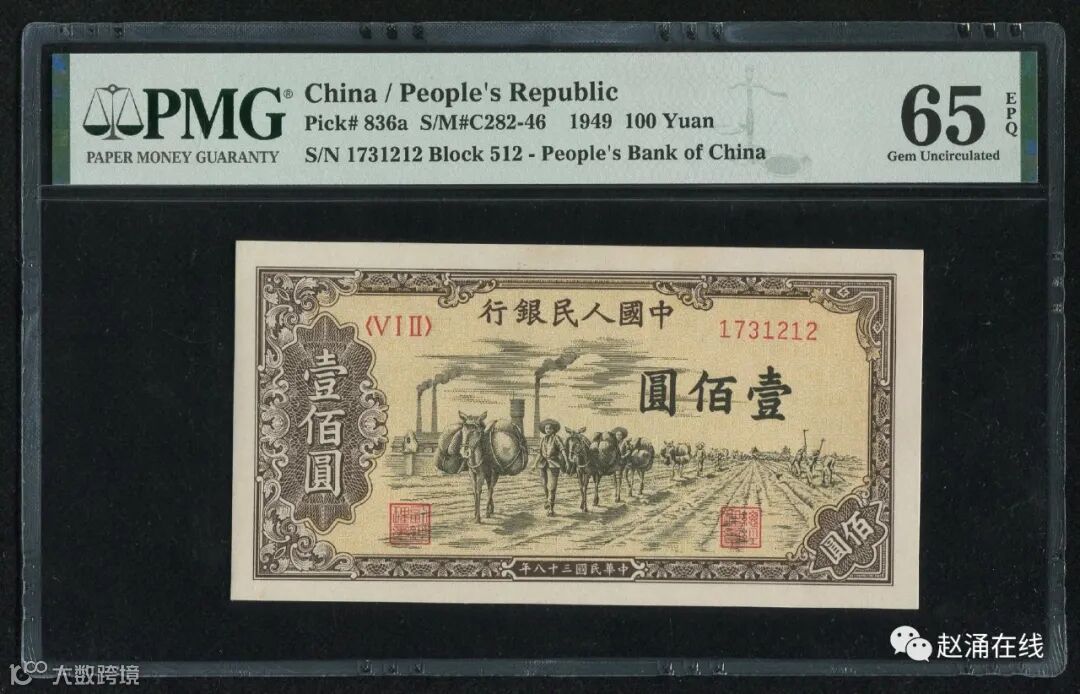 PMG®
PAPER MONEY GUARANTY
China / People's Republic
Pick# 836a S/M#C282-46 1949 100 Yuan
S/N 1731212 Block 512 - People's Bank of China
65
EPQ
Gem Uncirculated
行銀民人國中
〈VIII〉
1731212
圓佰壹
壹佰圓
佰圓
年八十三國民華中
赵涌在线
大数跨境